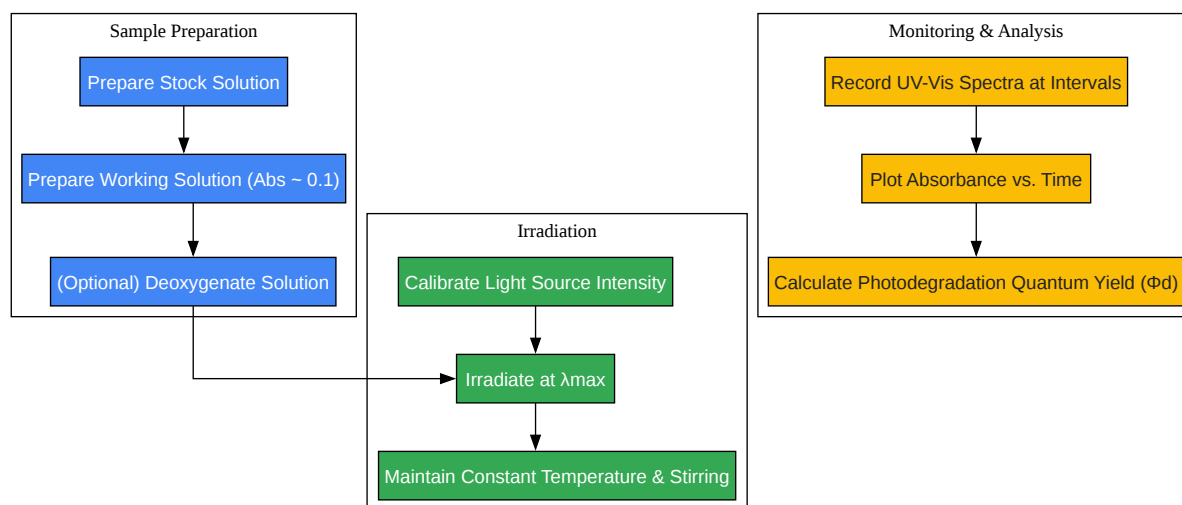 Sample Preparation
Prepare Stock Solution
Prepare Working Solution (Abs ~ 0.1)
(Optional) Deoxygenate Solution
Irradiation
Calibrate Light Source Intensity
Irradiate at λmax
Maintain Constant Temperature & Stirring
Monitoring & Analysis
Record UV-Vis Spectra at Intervals
Plot Absorbance vs. Time
Calculate Photodegradation Quantum Yield (Φd)